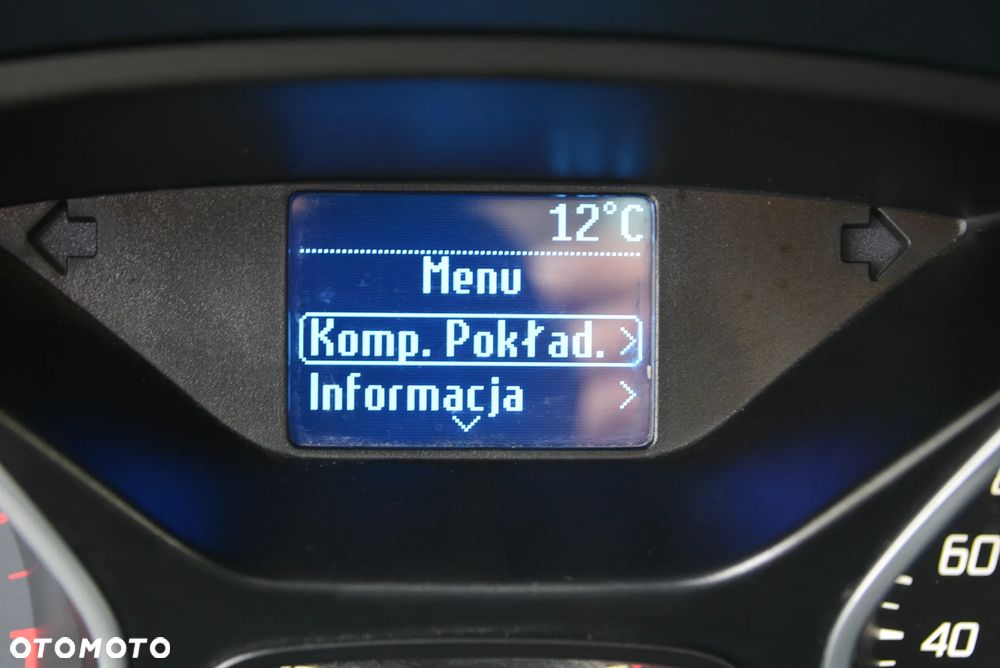 12°C
Menu
Komp. Pokład. >
Informacja >
60
40
OTOMOTO